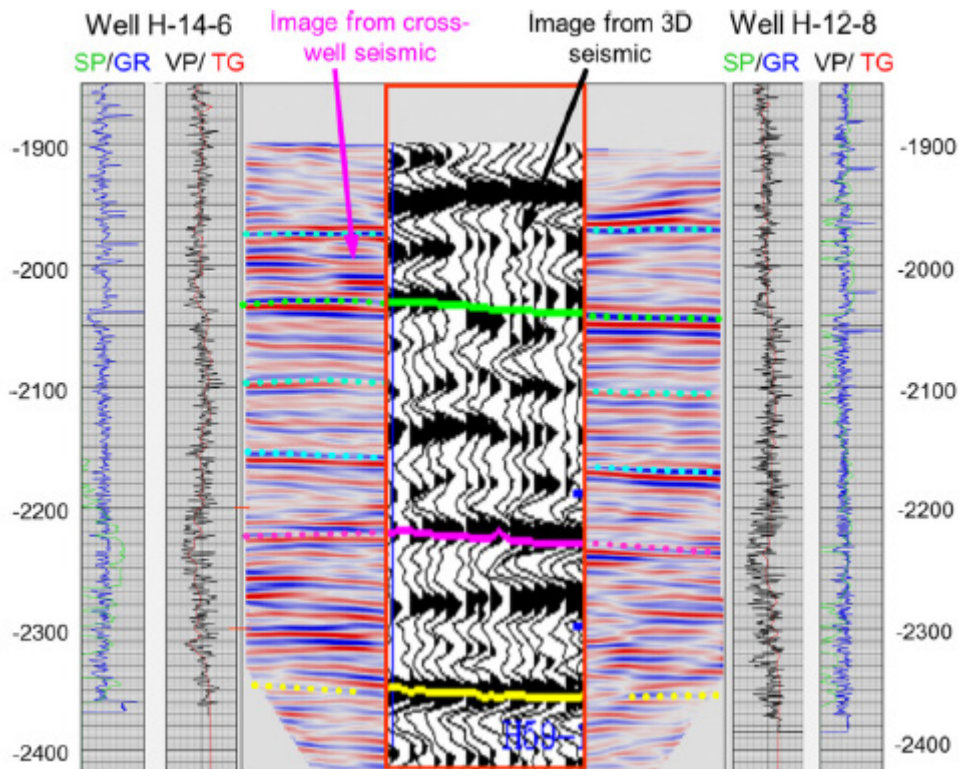 Well H-14-6
Image from cross-
well seismic
Image from 3D
seismic
Well H-12-8
SP/GR VP/ TG
SP/GR VP/ TG
-1900
-2000
-2100
-2200
-2300
-2400
-1900
-2000
-2100
-2200
-2300
-2400